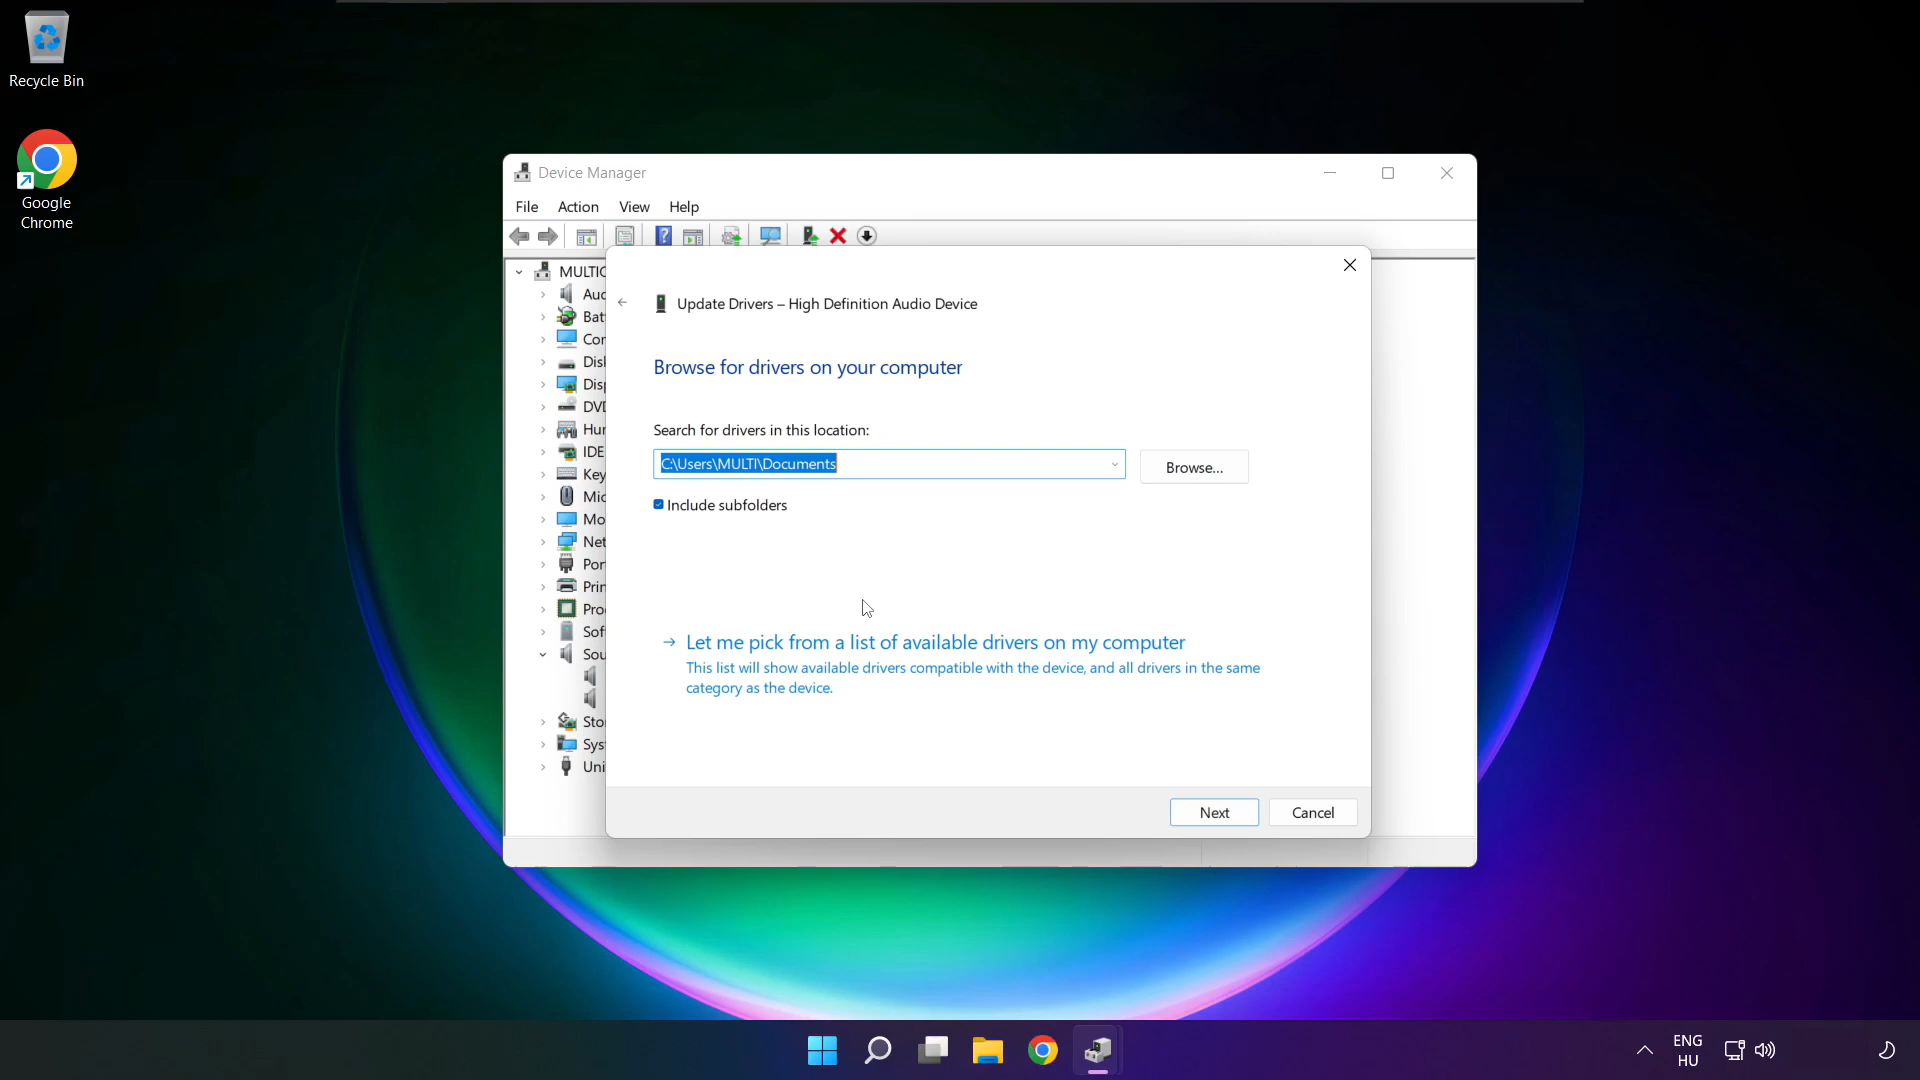 Recycle Bin
Google
Chrome
Device Manager
File Action View Help
MULTIC
Aud
Bat
Cor
Disk
Disp
DVD
Hur
IDE
Key
Mic
Mo
Net
Por
Prin
Pro
Sof
Sou
Sto
Syst
Uni
Update Drivers – High Definition Audio Device
Browse for drivers on your computer
Search for drivers in this location:
C:\Users\MULTI\Documents
Browse...
Include subfolders
Let me pick from a list of available drivers on my computer
This list will show available drivers compatible with the device, and all drivers in the same
category as the device.
Next Cancel
ENG
HU